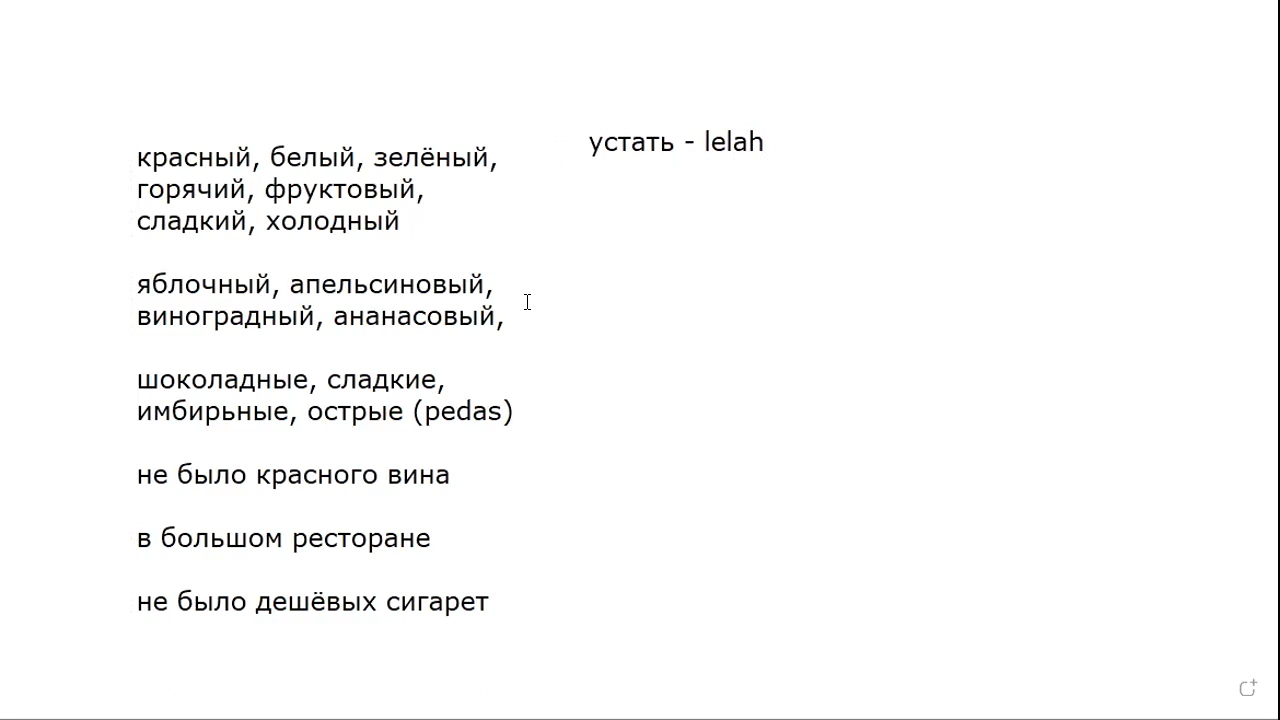 красный, белый, зелёный,
горячий, фруктовый,
сладкий, холодный
яблочный, апельсиновый,
виноградный, ананасовый,
шоколадные, сладкие,
имбирьные, острые (pedas)
не было красного вина
в большом ресторане
не было дешёвых сигарет
устать - lelah